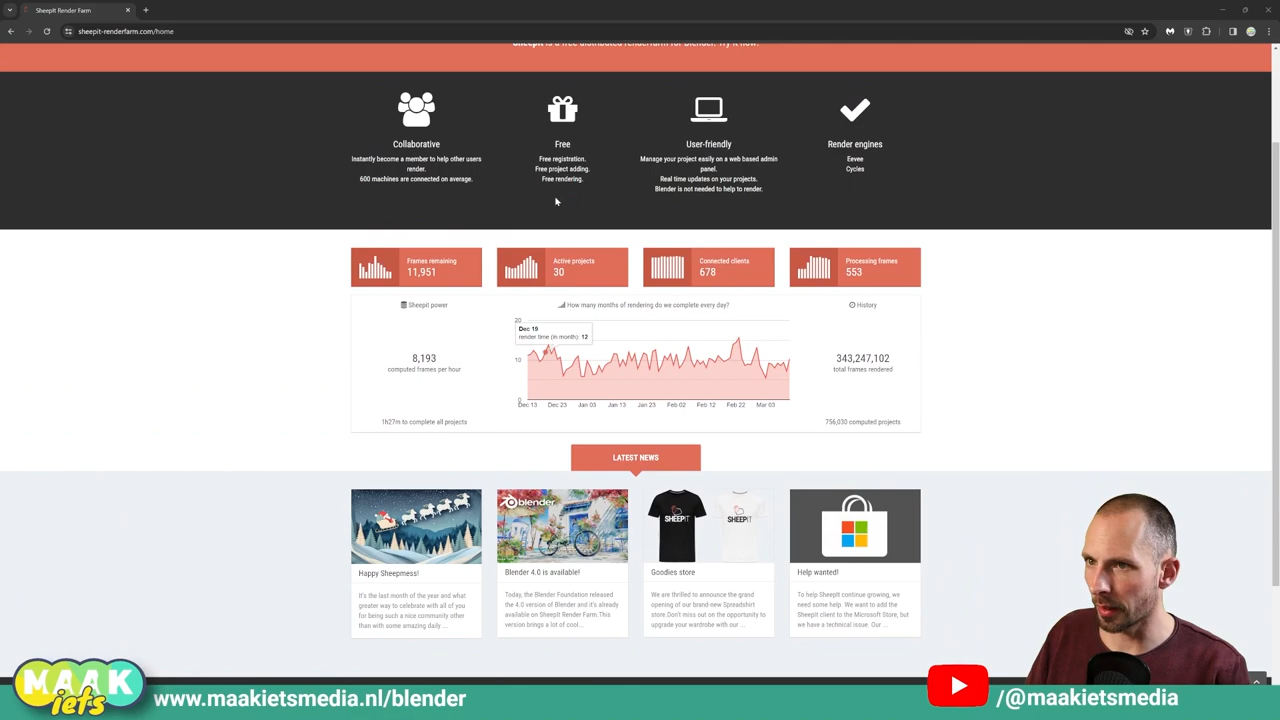 SheepIt Render Farm
sheepit-renderfarm.com/home
SheepIt is a free distributed renderfarm for Blender. Try it now!
Collaborative
Instantly become a member to help other users
render.
600 machines are connected on average.
Free
Free registration.
Free project adding.
Free rendering.
User-friendly
Manage your project easily on a web based admin
panel.
Real time updates on your projects.
Blender is not needed to help to render.
Render engines
Eevee
Cycles
Frames remaining
11,951
Active projects
30
Connected clients
678
Processing frames
553
Sheepit power
8,193
computed frames per hour
1h27m to complete all projects
How many months of rendering do we complete every day?
20
Dec 19
render time (in month): 12
10
0
Dec 13 Dec 23 Jan 03 Jan 13 Jan 23 Feb 02 Feb 12 Feb 22 Mar 03
History
343,247,102
total frames rendered
756,030 computed projects
LATEST NEWS
Happy Sheepmess!
It's the last month of the year and what
greater way to celebrate with all of you
for being such a nice community other
than with some amazing daily ...
blender
Blender 4.0 is available!
Today, the Blender Foundation released
the 4.0 version of Blender and it's already
available on SheepIt Render Farm.This
version brings a lot of cool...
SHEEPIT
SHEEPIT
Goodies store
We are thrilled to announce the grand
opening of our brand-new Spreadshirt
store.Don't miss out on the opportunity to
upgrade your wardrobe with our ...
Help wanted!
To help SheepIt continue growing, we
need some help. We want to add the
SheepIt client to the Microsoft Store, but
we have a technical issue. Our ...
MAAK
iets
www.maakietsmedia.nl/blender
/@maakietsmedia